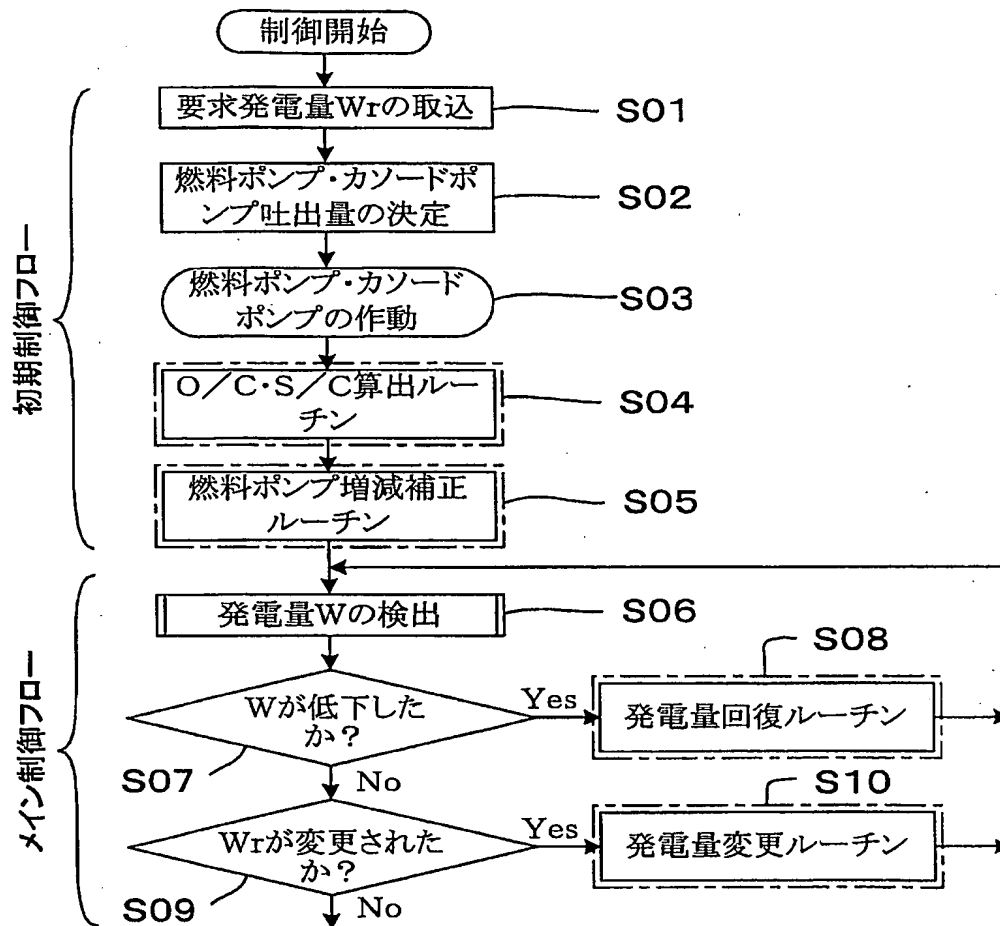 制御開始
初期制御フロー
要求発電量Wrの取込
S01
燃料ポンプ・カソードポ
ンプ吐出量の決定
S02
燃料ポンプ・カソード
ポンプの作動
S03
O/C・S/C算出ルー
チン
S04
燃料ポンプ増減補正
ルーチン
S05
メイン制御フロー
発電量Wの検出
S06
Wが低下した
か?
S07
Yes
発電量回復ルーチン
S08
No
Wrが変更された
か?
S09
Yes
発電量変更ルーチン
S10
No